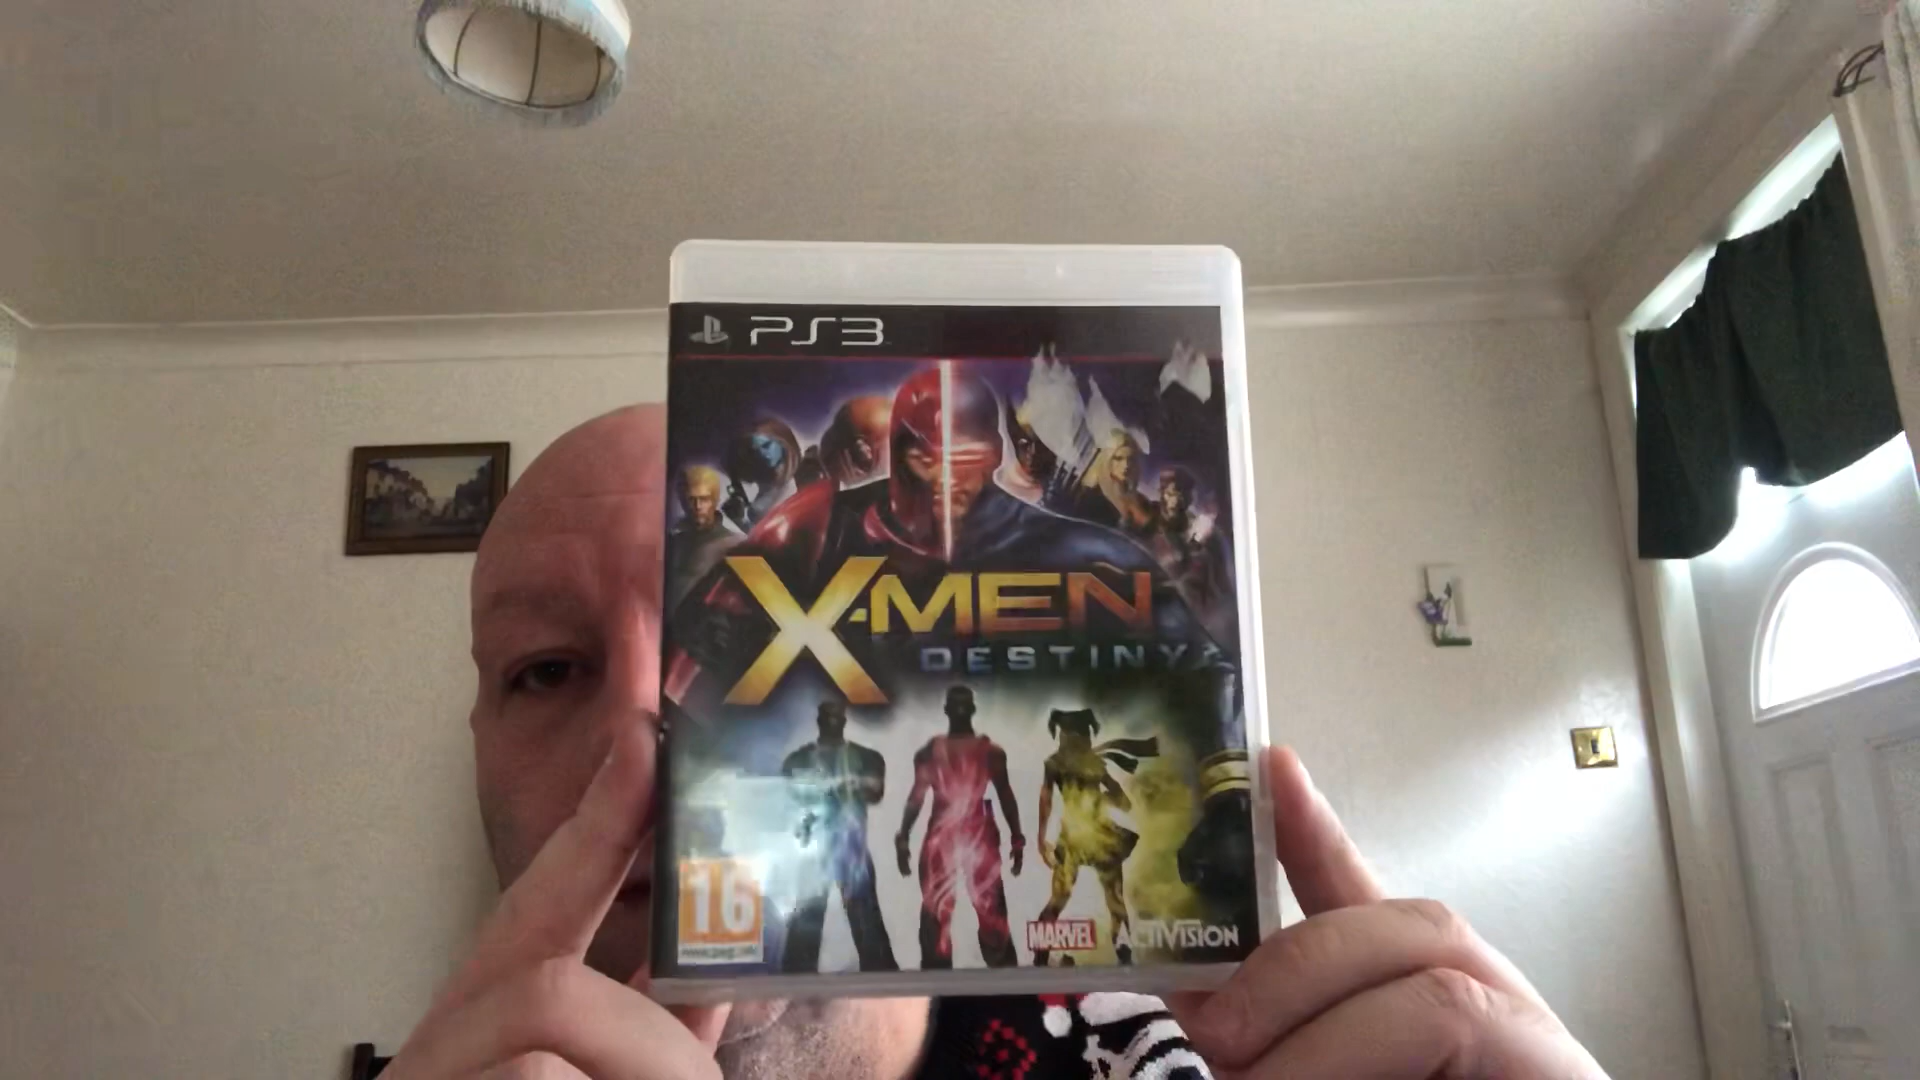 PS3
X-MEN
DESTINY
16
MARVEL
ACTIVISION